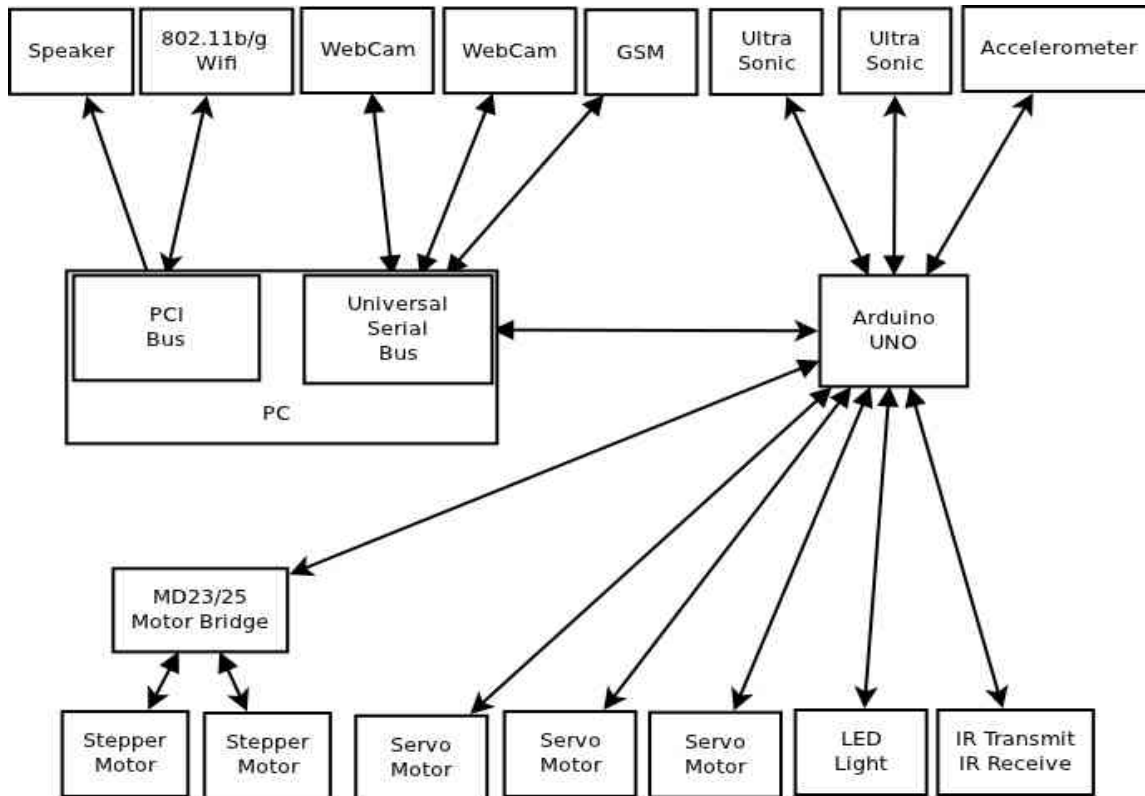 Speaker
802.11b/g
Wifi
WebCam
WebCam
GSM
Ultra
Sonic
Ultra
Sonic
Accelerometer
PCI
Bus
Universal
Serial
Bus
PC
Arduino
UNO
MD23/25
Motor Bridge
Stepper
Motor
Stepper
Motor
Servo
Motor
Servo
Motor
Servo
Motor
LED
Light
IR Transmit
IR Receive